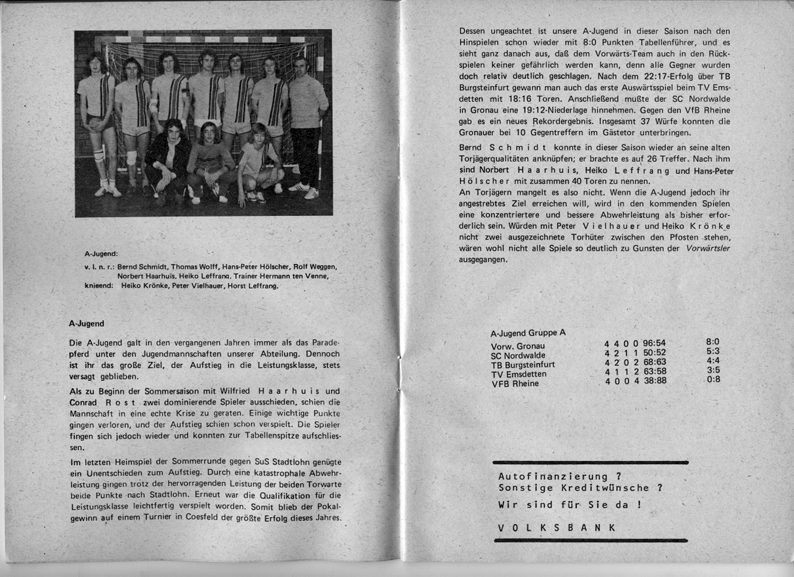 A-Jugend:
v. l. n. r.: Bernd Schmidt, Thomas Wolff, Hans-Peter Hölscher, Rolf Weggen,
Norbert Haarhuis, Heiko Leffrang, Trainer Hermann ten Venne,
knieend: Heiko Krönke, Peter Vielhauer, Horst Leffrang.
A-Jugend
Die A-Jugend galt in den vergangenen Jahren immer als das Parade-
pferd unter den Jugendmannschaften unserer Abteilung. Dennoch
ist ihr das große Ziel, der Aufstieg in die Leistungsklasse, stets
versagt geblieben.
Als zu Beginn der Sommersaison mit Wilfried H a a r h u i s und
Conrad R o s t zwei dominierende Spieler ausschieden, schien die
Mannschaft in eine echte Krise zu geraten. Einige wichtige Punkte
gingen verloren, und der Aufstieg schien schon verspielt. Die Spieler
fingen sich jedoch wieder und konnten zur Tabellenspitze aufschlies-
sen.
Im letzten Heimspiel der Sommerrunde gegen SuS Stadtlohn genügte
ein Unentschieden zum Aufstieg. Durch eine katastrophale Abwehr-
leistung gingen trotz der hervorragenden Leistung der beiden Torwarte
beide Punkte nach Stadtlohn. Erneut war die Qualifikation für die
Leistungsklasse leichtfertig verspielt worden. Somit blieb der Pokal-
gewinn auf einem Turnier in Coesfeld der größte Erfolg dieses Jahres.
Dessen ungeachtet ist unsere A-Jugend in dieser Saison nach den
Hinspielen schon wieder mit 8:0 Punkten Tabellenführer, und es
sieht ganz danach aus, daß dem Vorwärts-Team auch in den Rück-
spielen keiner gefährlich werden kann, denn alle Gegner wurden
doch relativ deutlich geschlagen. Nach dem 22:17-Erfolg über TB
Burgsteinfurt gewann man auch das erste Auswärtsspiel beim TV Ems-
detten mit 18:16 Toren. Anschließend mußte der SC Nordwalde
in Gronau eine 19:12-Niederlage hinnehmen. Gegen den VfB Rheine
gab es ein neues Rekordergebnis. Insgesamt 37 Würfe konnten die
Gronauer bei 10 Gegentreffern im Gästetor unterbringen.
Bernd S c h m i d t konnte in dieser Saison wieder an seine alten
Torjägerqualitäten anknüpfen; er brachte es auf 26 Treffer. Nach ihm
sind Norbert H a a r h u i s, Heiko L e f f r a n g und Hans-Peter
H ö l s c h e r mit zusammen 40 Toren zu nennen.
An Torjägern mangelt es also nicht. Wenn die A-Jugend jedoch ihr
angestrebtes Ziel erreichen will, wird in den kommenden Spielen
eine konzentriertere und bessere Abwehrleistung als bisher erfor-
derlich sein. Würden mit Peter V i e l h a u e r und Heiko K r ö n k e
nicht zwei ausgezeichnete Torhüter zwischen den Pfosten stehen,
wären wohl nicht alle Spiele so deutlich zu Gunsten der Vorwärtsler
ausgegangen.
A-Jugend Gruppe A
Vorw. Gronau 4 4 0 0 96:54 8:0
SC Nordwalde 4 2 1 1 50:52 5:3
TB Burgsteinfurt 4 2 0 2 68:63 4:4
TV Emsdetten 4 1 1 2 63:58 3:5
VFB Rheine 4 0 0 4 38:88 0:8
Autofinanzierung ?
Sonstige Kreditwünsche ?
Wir sind für Sie da !
V O L K S B A N K